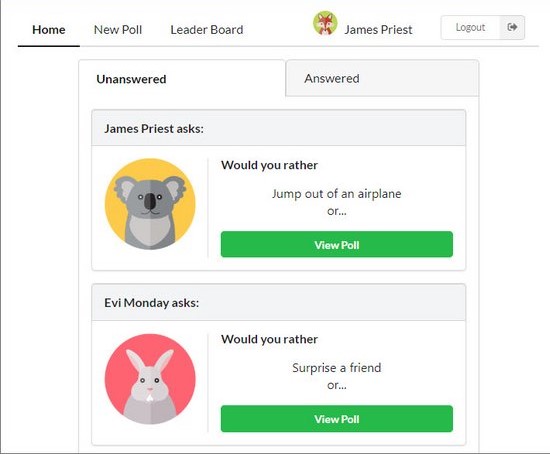 Home New Poll Leader Board James Priest Logout
Unanswered Answered
James Priest asks:
Would you rather
Jump out of an airplane
or...
View Poll
Evi Monday asks:
Would you rather
Surprise a friend
or...
View Poll